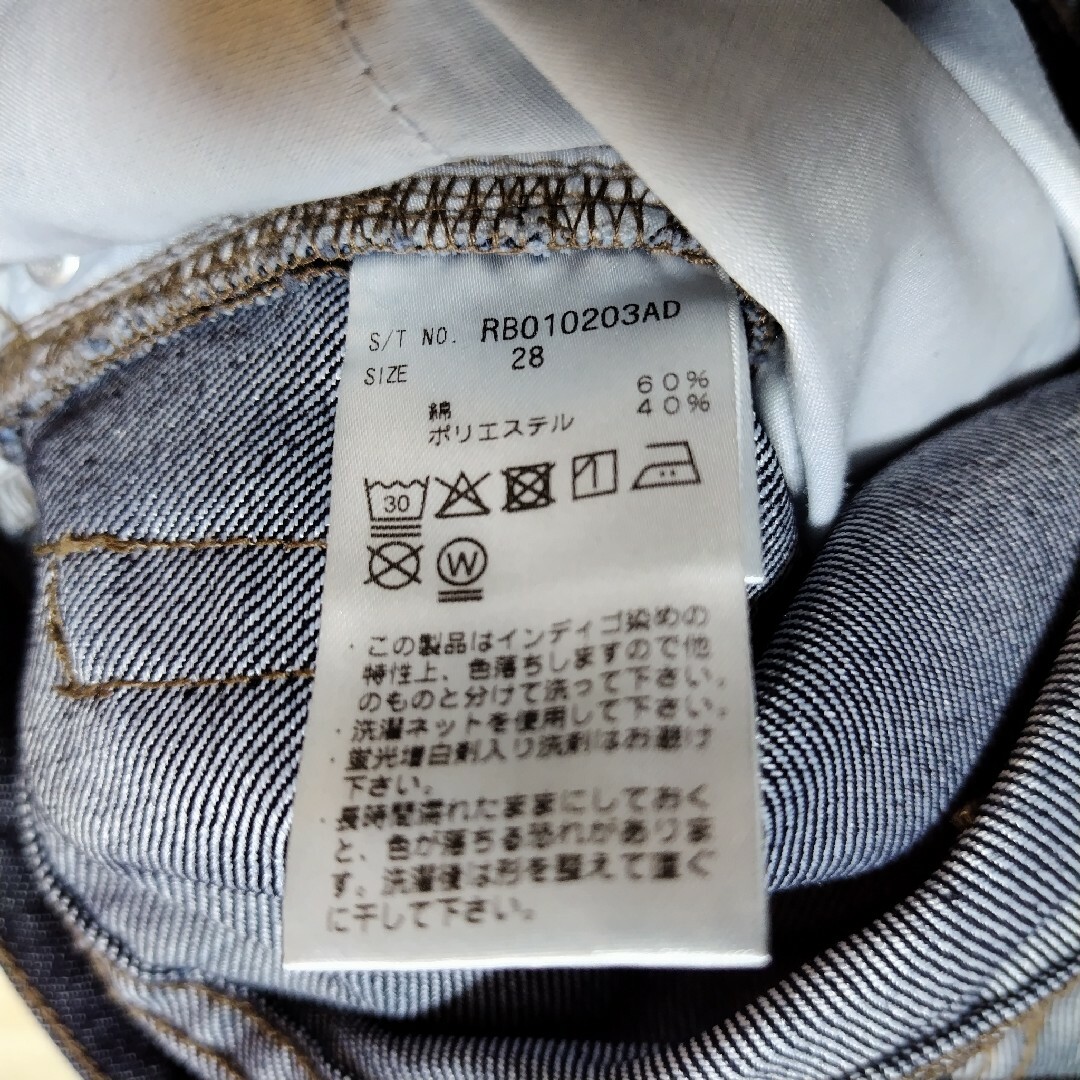 S/T NO. RB010203AD
SIZE 28
綿 60%
ポリエステル 40%
30
W
・この製品はインディゴ染めの
特性上、色落ちしますので他
のものと分けて洗って下さい。
・洗濯ネットを使用して下さい。
・蛍光増白剤入り洗剤はお避け
下さい。
・長時間濡れたままにしておく
と、色が落ちる恐れがありま
す。洗濯後は形を整えて直ぐ
に干して下さい。